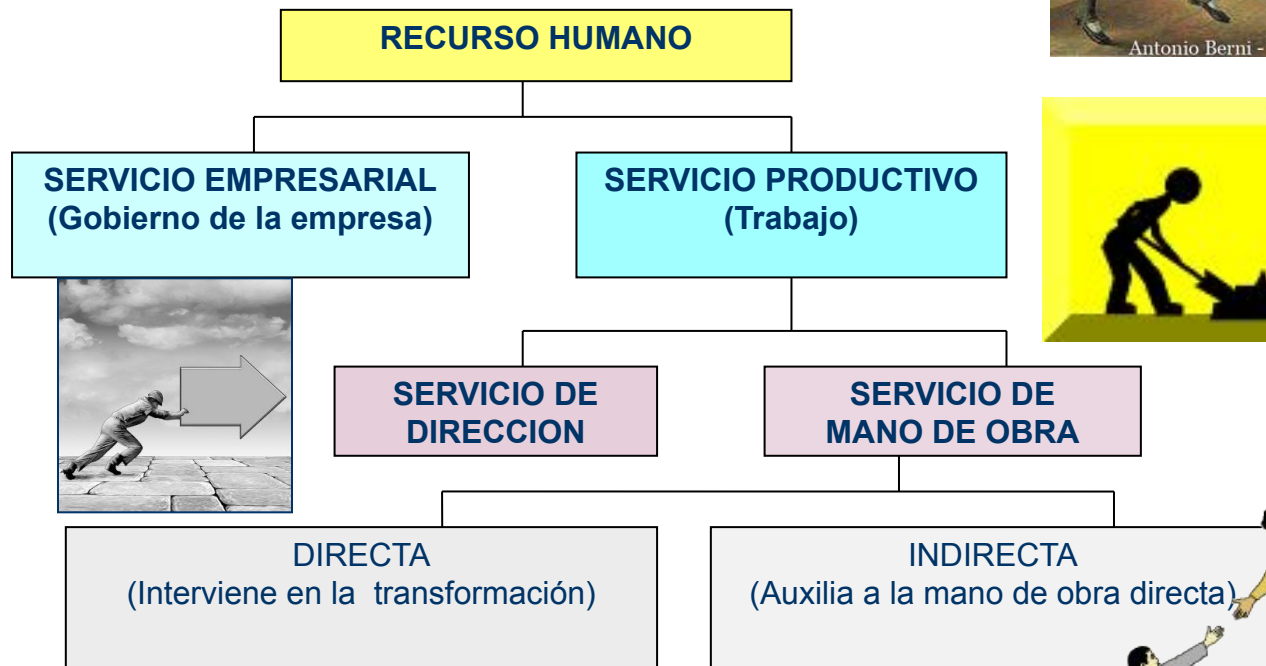 RECURSO HUMANO
Antonio Berni -
SERVICIO EMPRESARIAL
(Gobierno de la empresa)
SERVICIO PRODUCTIVO
(Trabajo)
SERVICIO DE
DIRECCION
SERVICIO DE
MANO DE OBRA
DIRECTA
(Interviene en la transformación)
INDIRECTA
(Auxilia a la mano de obra directa)